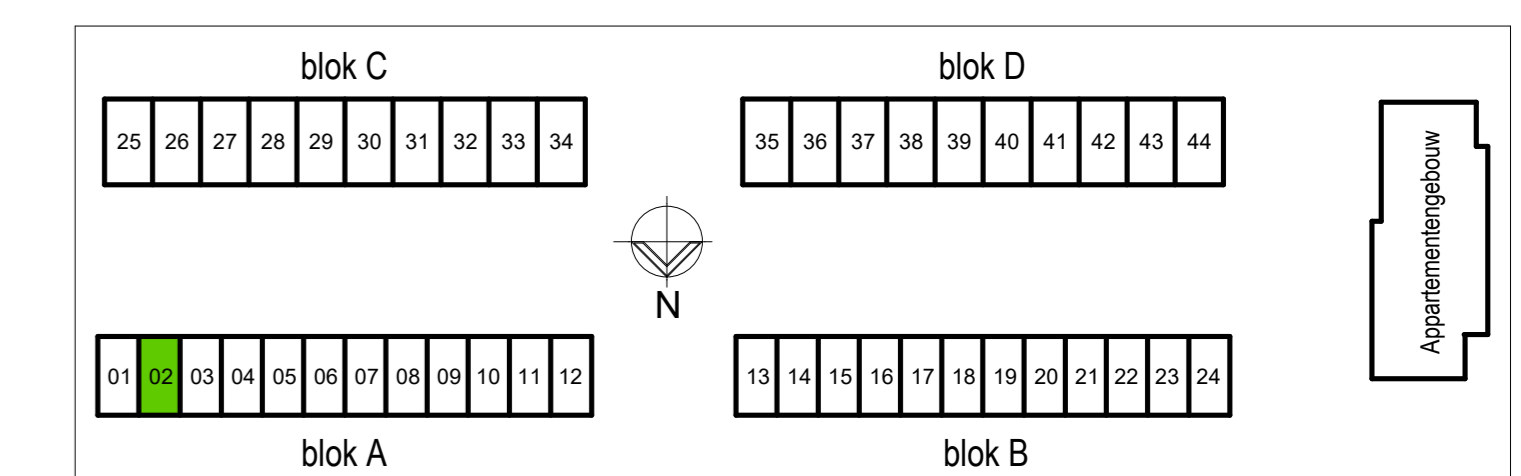 blok C
blok D
25 26 27 28 29 30 31 32 33 34
35 36 37 38 39 40 41 42 43 44
Appartementengebouw
N
01 02 03 04 05 06 07 08 09 10 11 12
13 14 15 16 17 18 19 20 21 22 23 24
blok A
blok B